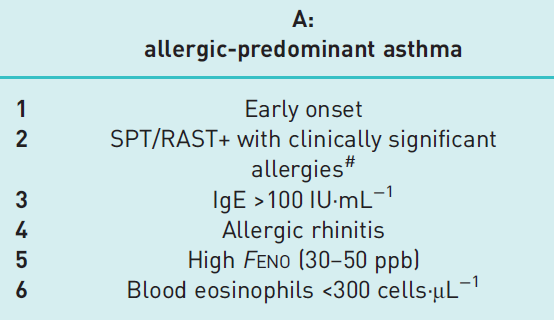 A:
allergic-predominant asthma
1 Early onset
2 SPT/RAST+ with clinically significant
allergies#
3 IgE >100 IU·mL−1
4 Allergic rhinitis
5 High FENO (30–50 ppb)
6 Blood eosinophils <300 cells·μL−1